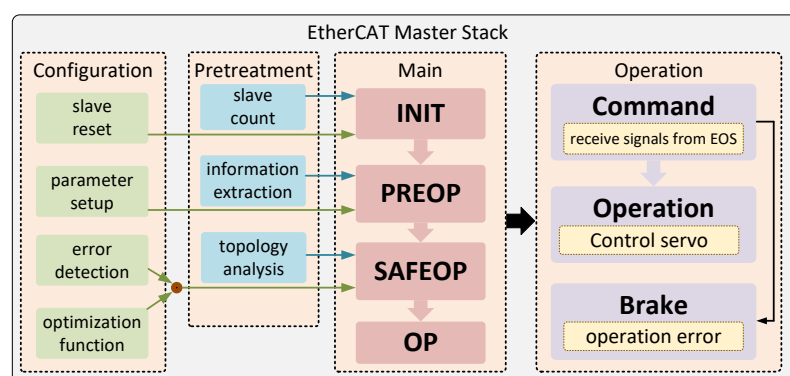 EtherCAT Master Stack
Configuration
slave
reset
parameter
setup
error
detection
optimization
function
Pretreatment
slave
count
information
extraction
topology
analysis
Main
INIT
PREOP
SAFEOP
OP
Operation
Command
receive signals from EOS
Operation
Control servo
Brake
operation error